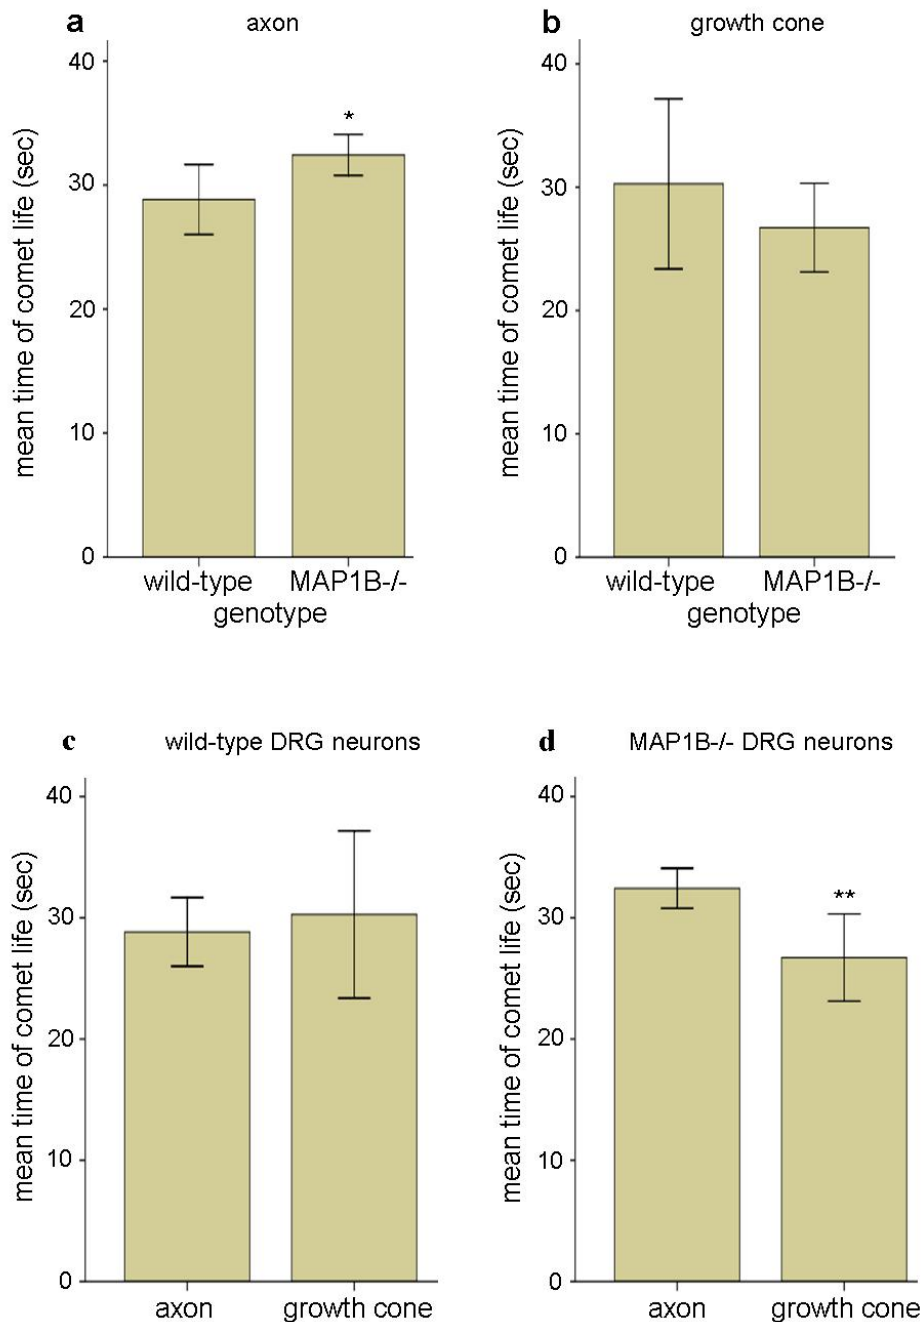 a axon
mean time of comet life (sec)
40
*
30
20
10
0
wild-type MAP1B-/-
genotype
b growth cone
mean time of comet life (sec)
40
30
20
10
0
wild-type MAP1B-/-
genotype
c wild-type DRG neurons
mean time of comet life (sec)
40
30
20
10
0
axon growth cone
d MAP1B-/- DRG neurons
mean time of comet life (sec)
40
**
30
20
10
0
axon growth cone